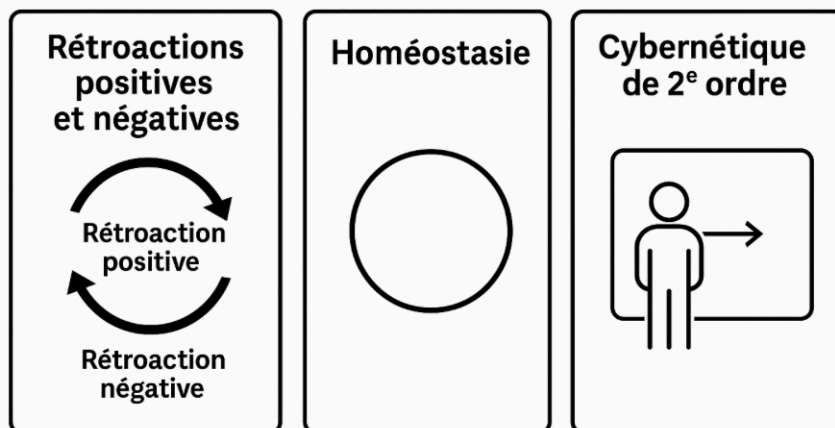 Rétroactions
positives
et négatives
Rétroaction
positive
Rétroaction
négative
Homéostasie
Cybernétique
de 2e ordre